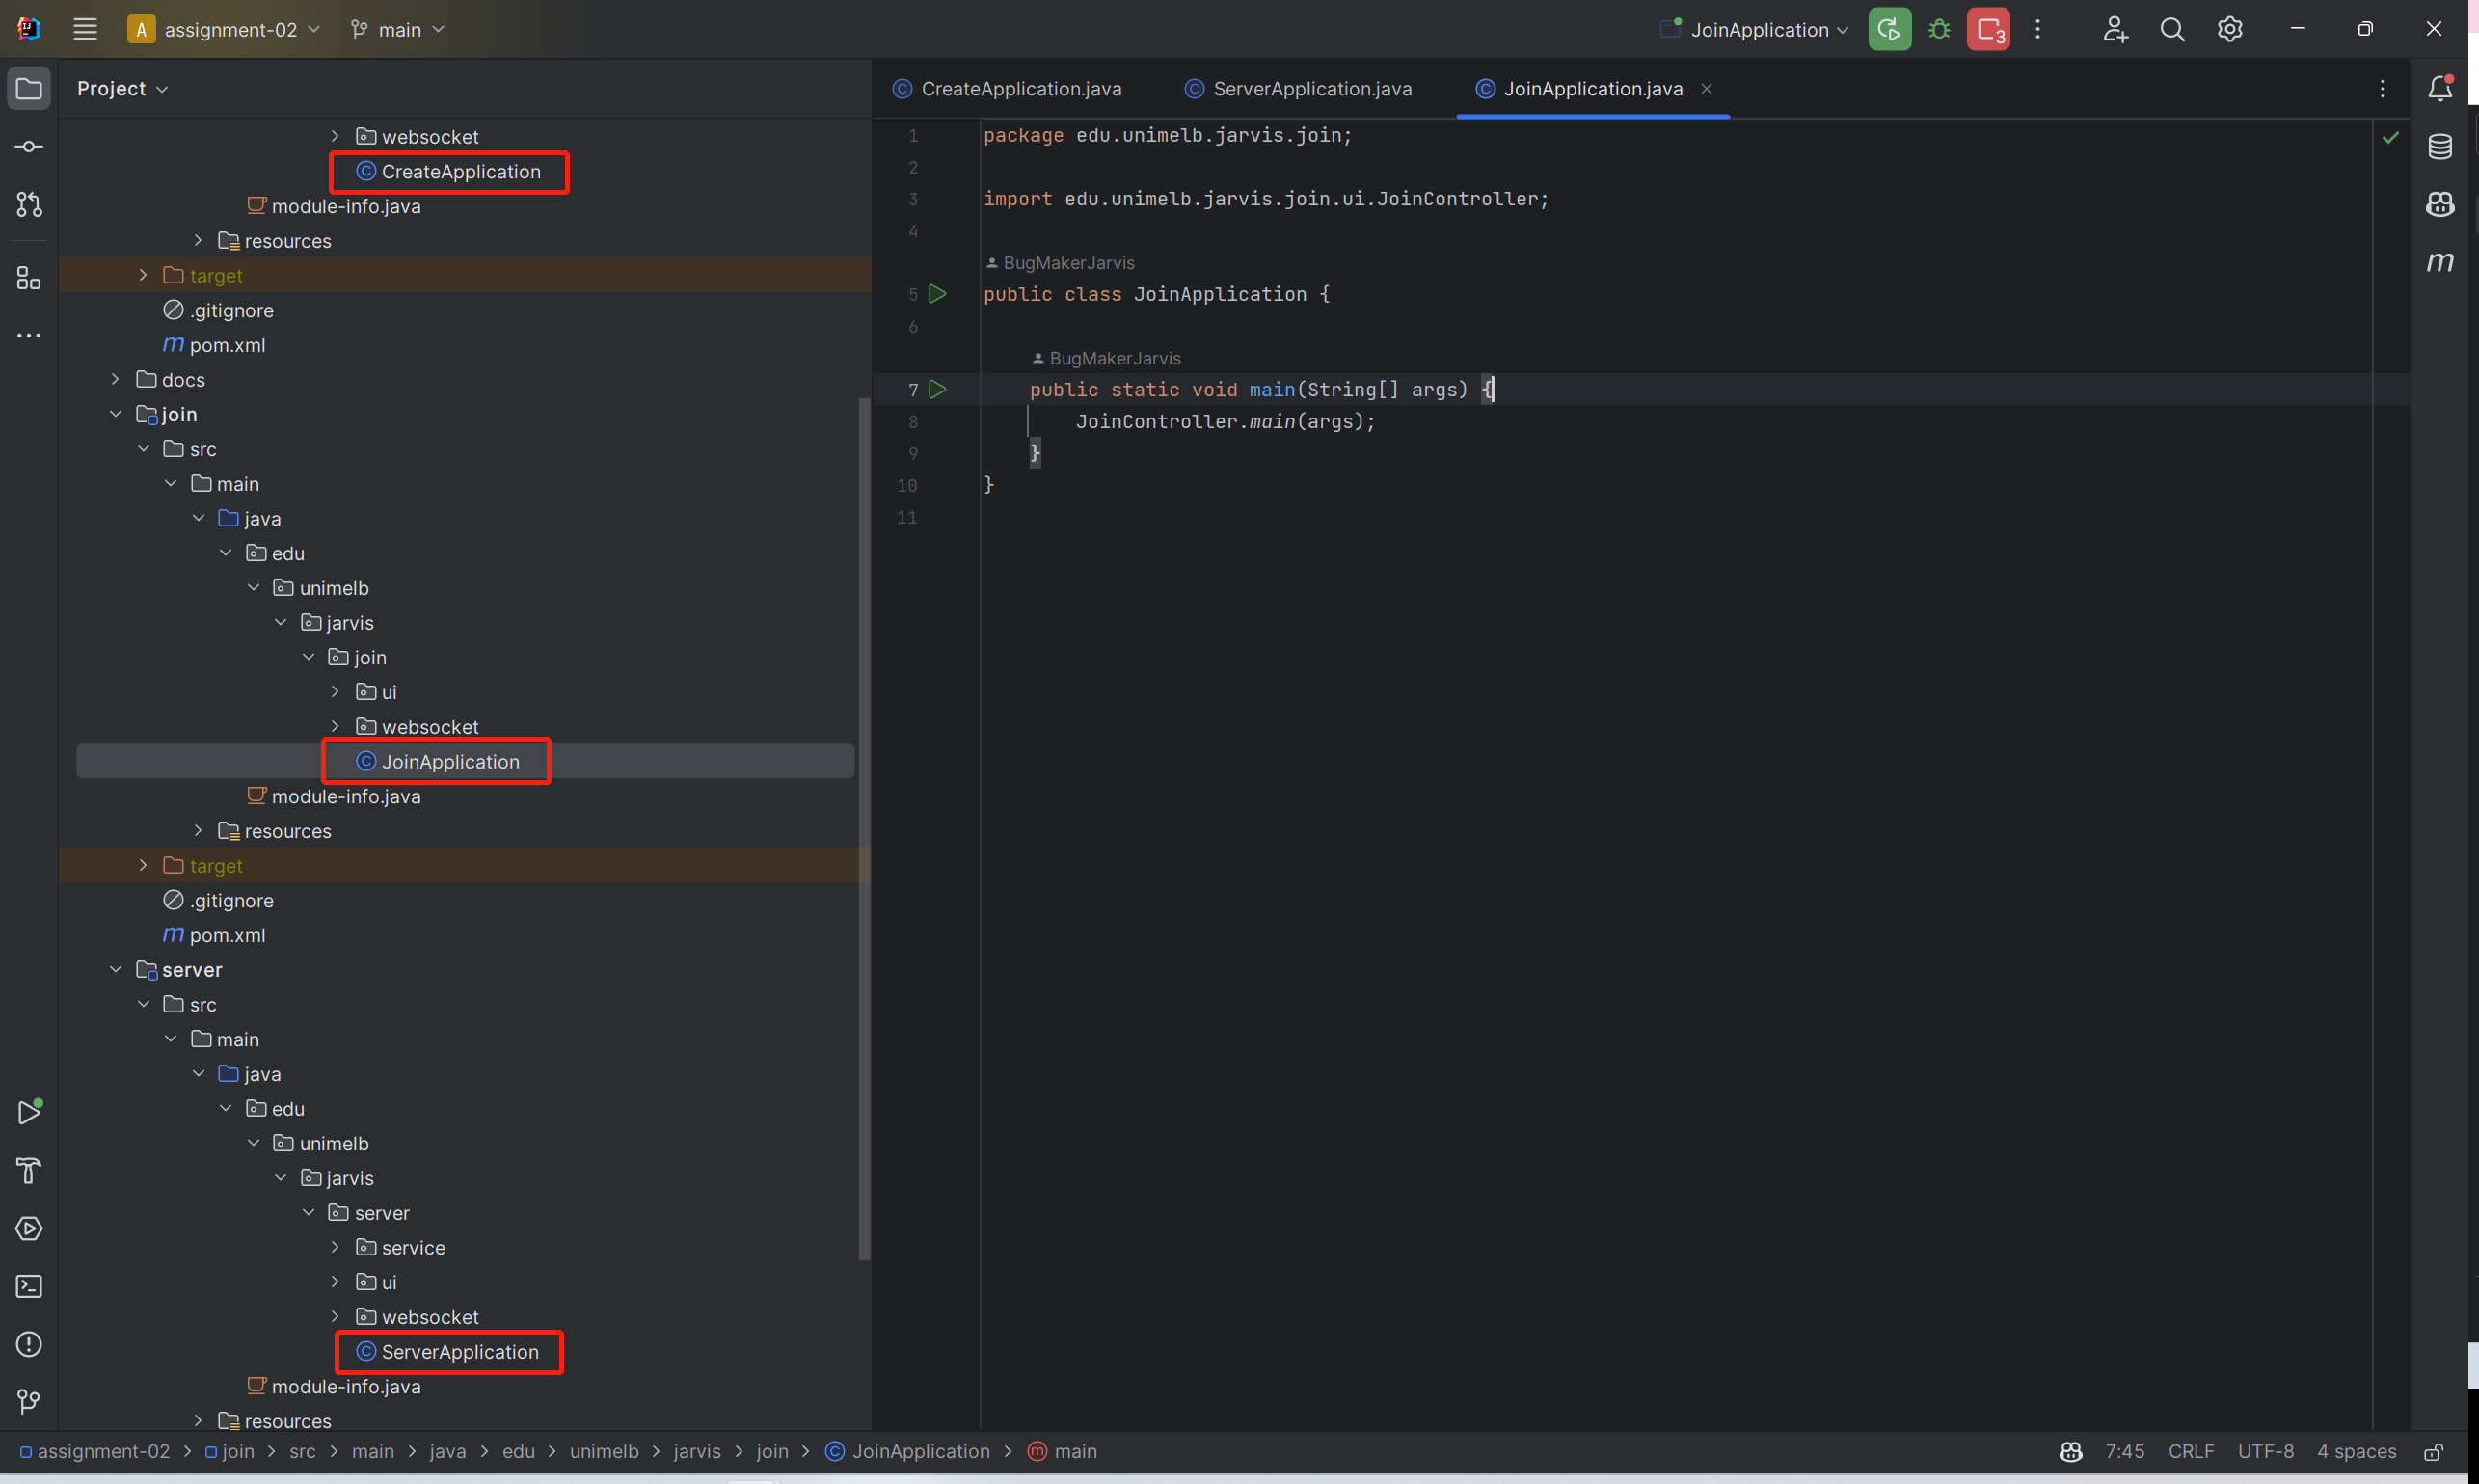 A assignment-02 main JoinApplication 3
Project
CreateApplication.java ServerApplication.java JoinApplication.java
websocket
CreateApplication
module-info.java
resources
target
.gitignore
m pom.xml
docs
join
src
main
java
edu
unimelb
jarvis
join
ui
websocket
JoinApplication
module-info.java
resources
target
.gitignore
m pom.xml
server
src
main
java
edu
unimelb
jarvis
server
service
ui
websocket
ServerApplication
module-info.java
resources
1 package edu.unimelb.jarvis.join;
2
3 import edu.unimelb.jarvis.join.ui.JoinController;
4
BugMakerJarvis
5 public class JoinApplication {
6
BugMakerJarvis
7 public static void main(String[] args) {
8 JoinController.main(args);
9 }
10 }
11
m
assignment-02 > join > src > main > java > edu > unimelb > jarvis > join > JoinApplication > m main
7:45 CRLF UTF-8 4 spaces